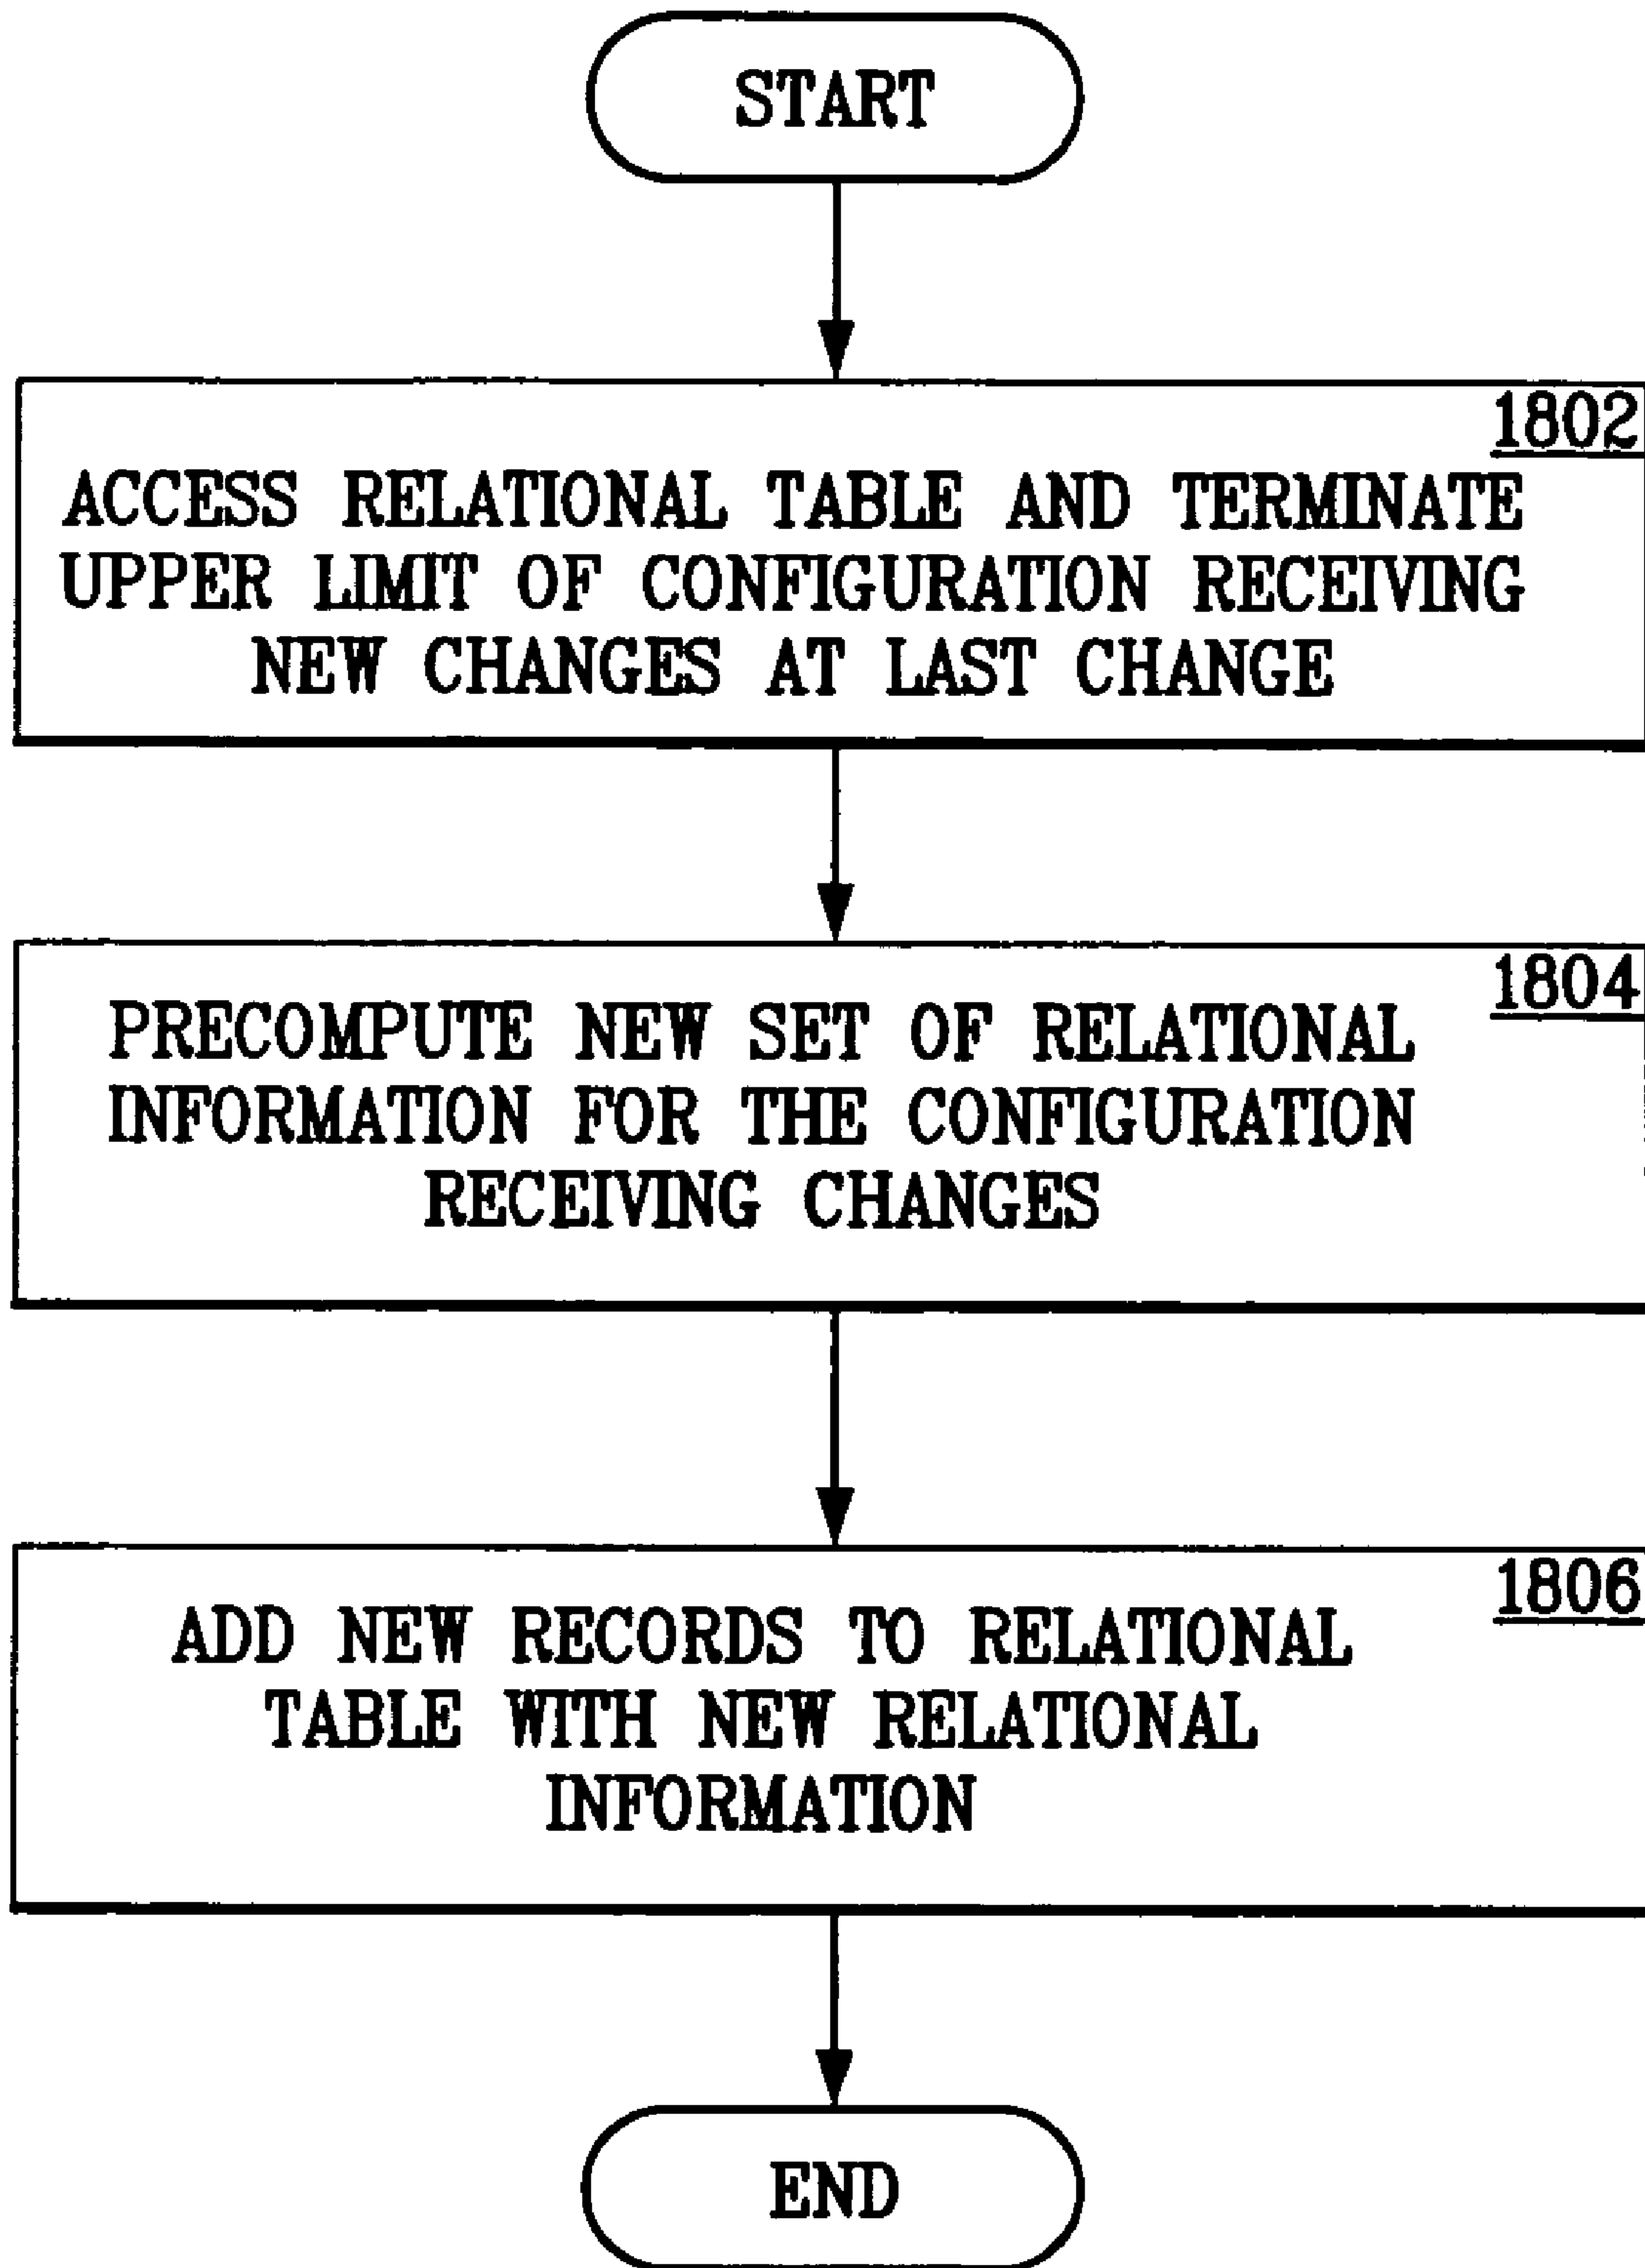 START
1802
ACCESS RELATIONAL TABLE AND TERMINATE
UPPER LIMIT OF CONFIGURATION RECEIVING
NEW CHANGES AT LAST CHANGE
1804
PRECOMPUTE NEW SET OF RELATIONAL
INFORMATION FOR THE CONFIGURATION
RECEIVING CHANGES
1806
ADD NEW RECORDS TO RELATIONAL
TABLE WITH NEW RELATIONAL
INFORMATION
END